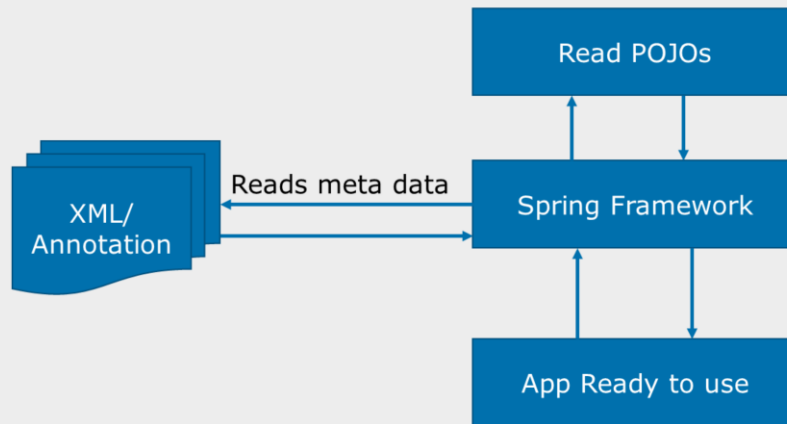 Read POJOs
Reads meta data
XML/
Annotation
Spring Framework
App Ready to use